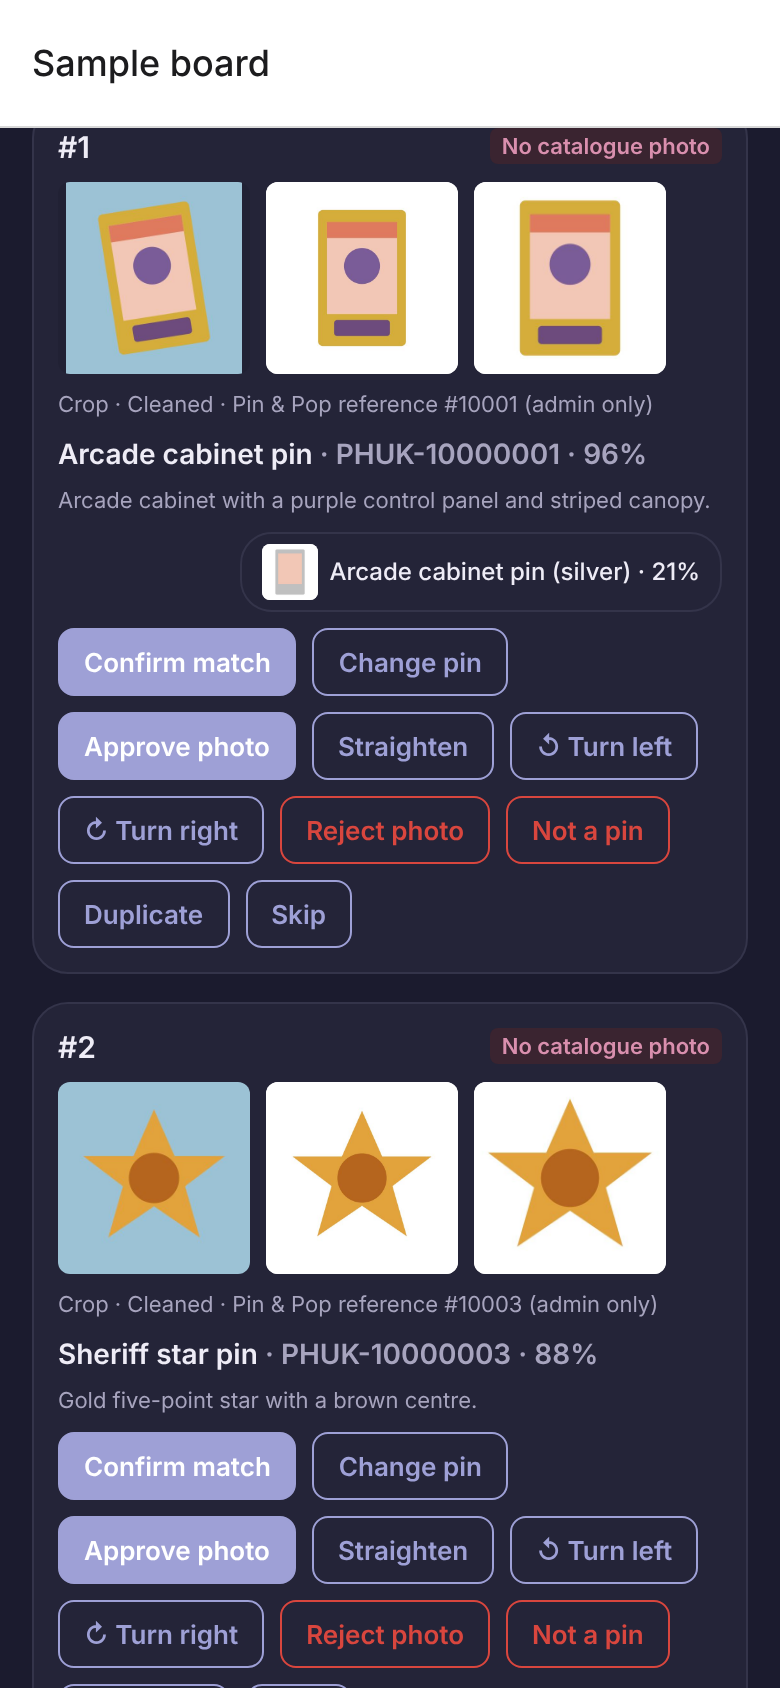 Sample board
#1
No catalogue photo
Crop · Cleaned · Pin & Pop reference #10001 (admin only)
Arcade cabinet pin · PHUK-10000001 · 96%
Arcade cabinet with a purple control panel and striped canopy.
Arcade cabinet pin (silver) · 21%
Confirm match
Change pin
Approve photo
Straighten
↺ Turn left
↻ Turn right
Reject photo
Not a pin
Duplicate
Skip
#2
No catalogue photo
Crop · Cleaned · Pin & Pop reference #10003 (admin only)
Sheriff star pin · PHUK-10000003 · 88%
Gold five-point star with a brown centre.
Confirm match
Change pin
Approve photo
Straighten
↺ Turn left
↻ Turn right
Reject photo
Not a pin